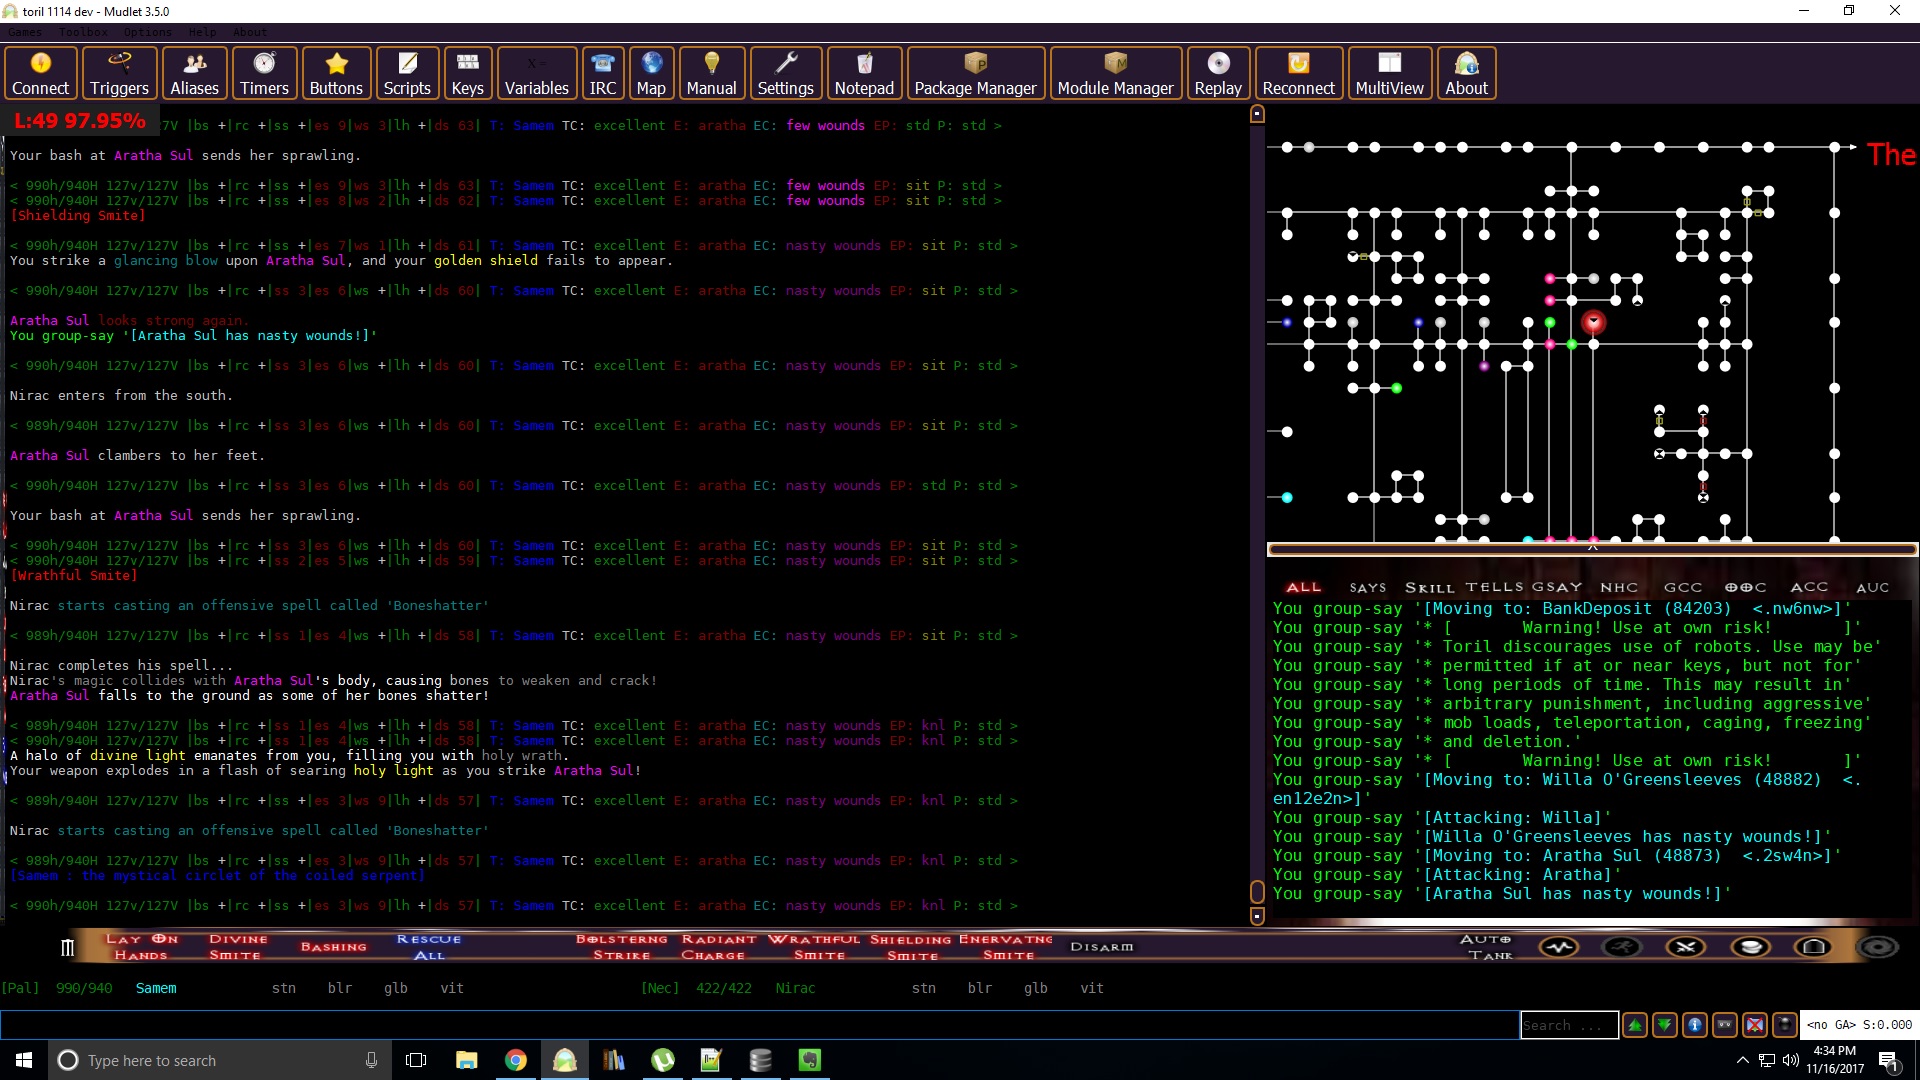 toril 1114 dev - Mudlet 3.5.0
Games Toolbox Options Help About
Connect Triggers Aliases Timers Buttons Scripts Keys Variables IRC Map Manual Settings Notepad Package Manager Module Manager Replay Reconnect MultiView About
L:49 97.95%
7V |bs +|rc +|ss +|es 9|ws 3|lh +|ds 63| T: Samem TC: excellent E: aratha EC: few wounds EP: std P: std >
Your bash at Aratha Sul sends her sprawling.
< 990h/940H 127v/127V |bs +|rc +|ss +|es 9|ws 3|lh +|ds 63| T: Samem TC: excellent E: aratha EC: few wounds EP: sit P: std >
< 990h/940H 127v/127V |bs +|rc +|ss +|es 8|ws 2|lh +|ds 62| T: Samem TC: excellent E: aratha EC: few wounds EP: sit P: std >
[Shielding Smite]
< 990h/940H 127v/127V |bs +|rc +|ss +|es 7|ws 1|lh +|ds 61| T: Samem TC: excellent E: aratha EC: nasty wounds EP: sit P: std >
You strike a glancing blow upon Aratha Sul, and your golden shield fails to appear.
< 990h/940H 127v/127V |bs +|rc +|ss 3|es 6|ws +|lh +|ds 60| T: Samem TC: excellent E: aratha EC: nasty wounds EP: sit P: std >
Aratha Sul looks strong again.
You group-say '[Aratha Sul has nasty wounds!]'
< 990h/940H 127v/127V |bs +|rc +|ss 3|es 6|ws +|lh +|ds 60| T: Samem TC: excellent E: aratha EC: nasty wounds EP: sit P: std >
Nirac enters from the south.
< 989h/940H 127v/127V |bs +|rc +|ss 3|es 6|ws +|lh +|ds 60| T: Samem TC: excellent E: aratha EC: nasty wounds EP: sit P: std >
Aratha Sul clambers to her feet.
< 990h/940H 127v/127V |bs +|rc +|ss 3|es 6|ws +|lh +|ds 60| T: Samem TC: excellent E: aratha EC: nasty wounds EP: std P: std >
Your bash at Aratha Sul sends her sprawling.
< 990h/940H 127v/127V |bs +|rc +|ss 3|es 6|ws +|lh +|ds 60| T: Samem TC: excellent E: aratha EC: nasty wounds EP: sit P: std >
< 990h/940H 127v/127V |bs +|rc +|ss 2|es 5|ws +|lh +|ds 59| T: Samem TC: excellent E: aratha EC: nasty wounds EP: sit P: std >
[Wrathful Smite]
Nirac starts casting an offensive spell called 'Boneshatter'
< 989h/940H 127v/127V |bs +|rc +|ss 1|es 4|ws +|lh +|ds 58| T: Samem TC: excellent E: aratha EC: nasty wounds EP: sit P: std >
Nirac completes his spell...
Nirac's magic collides with Aratha Sul's body, causing bones to weaken and crack!
Aratha Sul falls to the ground as some of her bones shatter!
< 989h/940H 127v/127V |bs +|rc +|ss 1|es 4|ws +|lh +|ds 58| T: Samem TC: excellent E: aratha EC: nasty wounds EP: knl P: std >
< 990h/940H 127v/127V |bs +|rc +|ss 1|es 4|ws +|lh +|ds 58| T: Samem TC: excellent E: aratha EC: nasty wounds EP: knl P: std >
A halo of divine light emanates from you, filling you with holy wrath.
Your weapon explodes in a flash of searing holy light as you strike Aratha Sul!
< 989h/940H 127v/127V |bs +|rc +|ss +|es 3|ws 9|lh +|ds 57| T: Samem TC: excellent E: aratha EC: nasty wounds EP: knl P: std >
Nirac starts casting an offensive spell called 'Boneshatter'
< 989h/940H 127v/127V |bs +|rc +|ss +|es 3|ws 9|lh +|ds 57| T: Samem TC: excellent E: aratha EC: nasty wounds EP: knl P: std >
[Samem : the mystical circlet of the coiled serpent]
< 990h/940H 127v/127V |bs +|rc +|ss +|es 3|ws 9|lh +|ds 57| T: Samem TC: excellent E: aratha EC: nasty wounds EP: knl P: std >
The
ALL SAYS SKILL TELLS GSAY NHC GCC OOC ACC AUC
You group-say '[Moving to: BankDeposit (84203)  <.nw6nw>]'
You group-say '* [       Warning! Use at own risk!       ]'
You group-say '* Toril discourages use of robots. Use may be'
You group-say '* permitted if at or near keys, but not for'
You group-say '* long periods of time. This may result in'
You group-say '* arbitrary punishment, including aggressive'
You group-say '* mob loads, teleportation, caging, freezing'
You group-say '* and deletion.'
You group-say '* [       Warning! Use at own risk!       ]'
You group-say '[Moving to: Willa O'Greensleeves (48882)  <.
en12e2n>]'
You group-say '[Attacking: Willa]'
You group-say '[Willa O'Greensleeves has nasty wounds!]'
You group-say '[Moving to: Aratha Sul (48873)  <.2sw4n>]'
You group-say '[Attacking: Aratha]'
You group-say '[Aratha Sul has nasty wounds!]'
LAY ON HANDS
DIVINE SMITE
BASHING
RESCUE ALL
BOLSTERNG STRIKE
RADIANT CHARGE
WRATHFUL SMITE
SHIELDING SMITE
ENERVATNG SMITE
DISARM
AUTO TANK
[Pal] 990/940 Samem stn blr glb vit [Nec] 422/422 Nirac stn blr glb vit
Search ...
<no GA> S:0.000
Type here to search
4:34 PM
11/16/2017
1